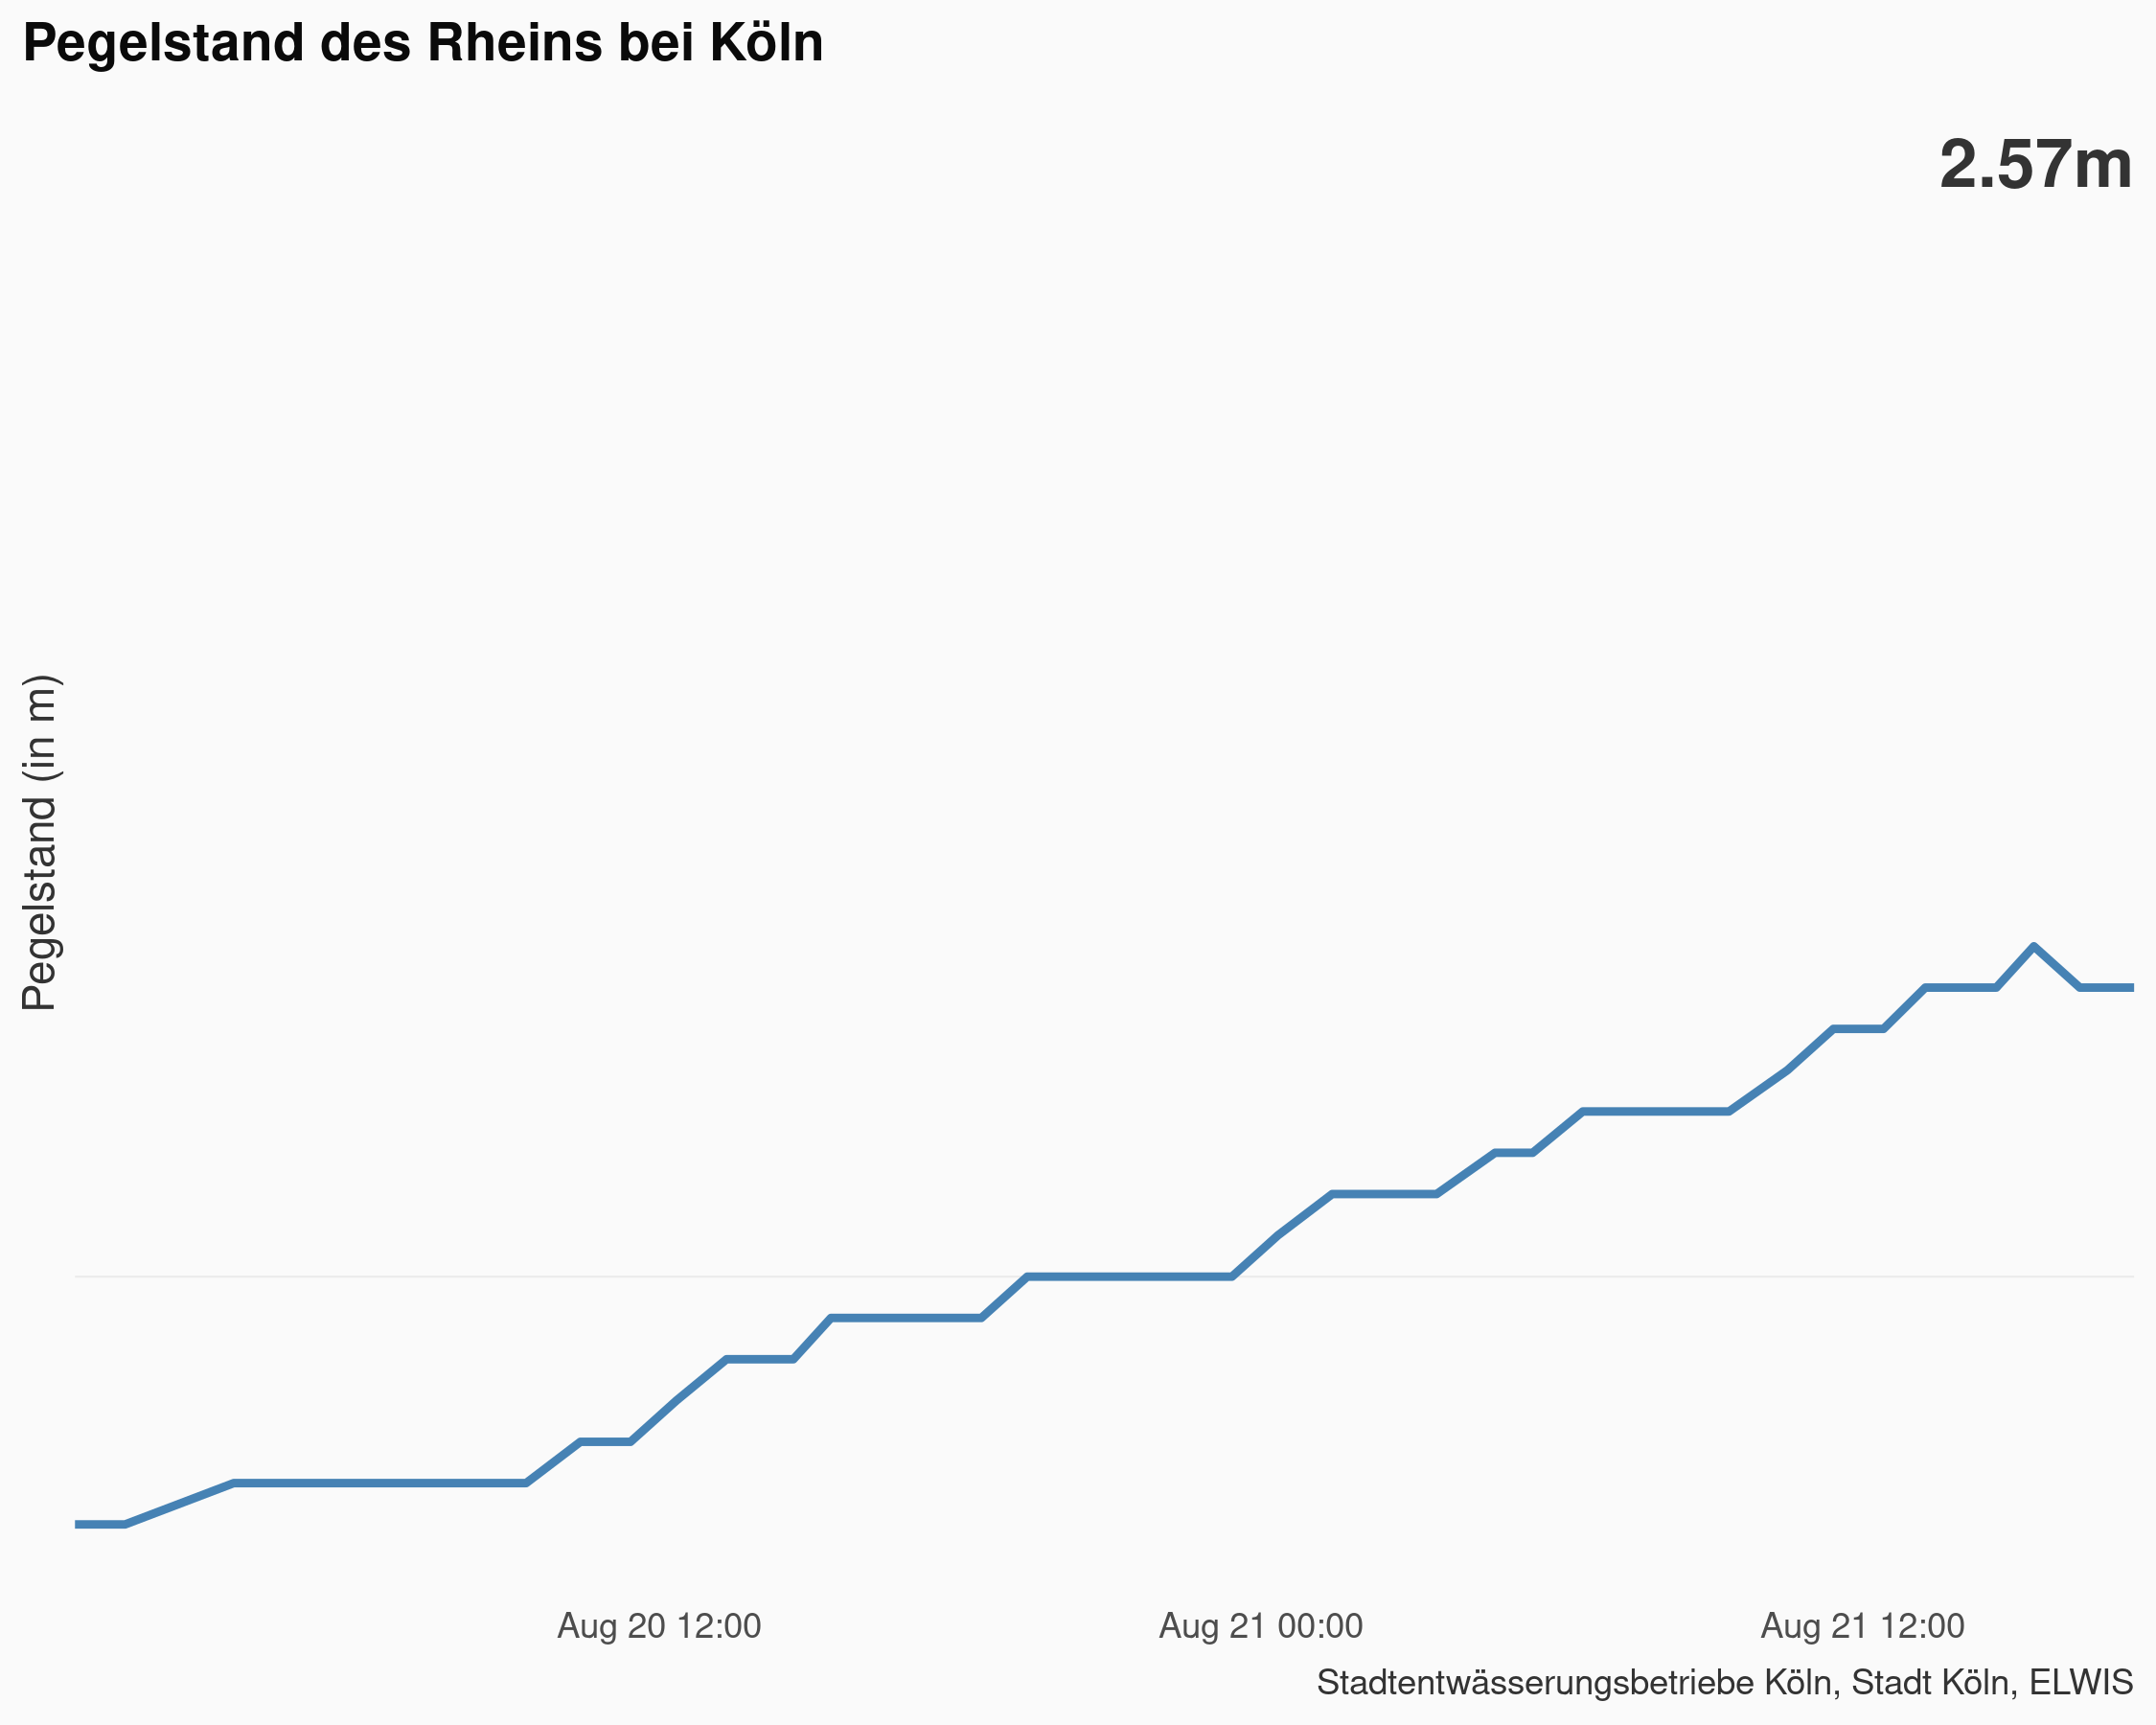 Pegelstand des Rheins bei Köln
2.57m
Pegelstand (in m)
Aug 20 12:00
Aug 21 00:00
Aug 21 12:00
Stadtentwässerungsbetriebe Köln, Stadt Köln, ELWIS